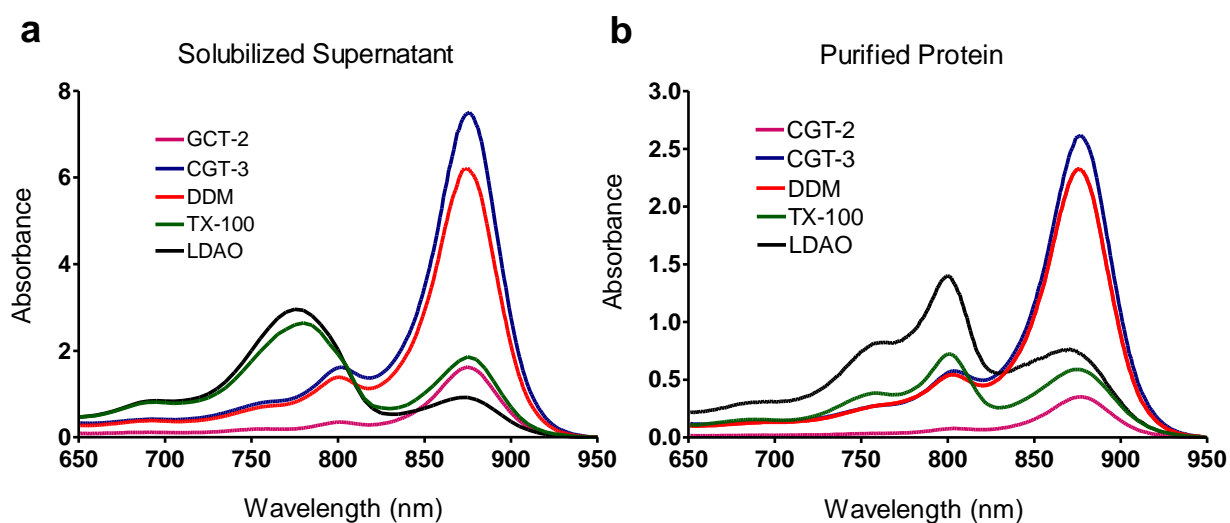 a
Solubilized Supernatant
8
6
4
2
0
Absorbance
GCT-2
CGT-3
DDM
TX-100
LDAO
650 700 750 800 850 900 950
Wavelength (nm)
b
Purified Protein
3.0
2.5
2.0
1.5
1.0
0.5
0.0
Absorbance
CGT-2
CGT-3
DDM
TX-100
LDAO
650 700 750 800 850 900 950
Wavelength (nm)